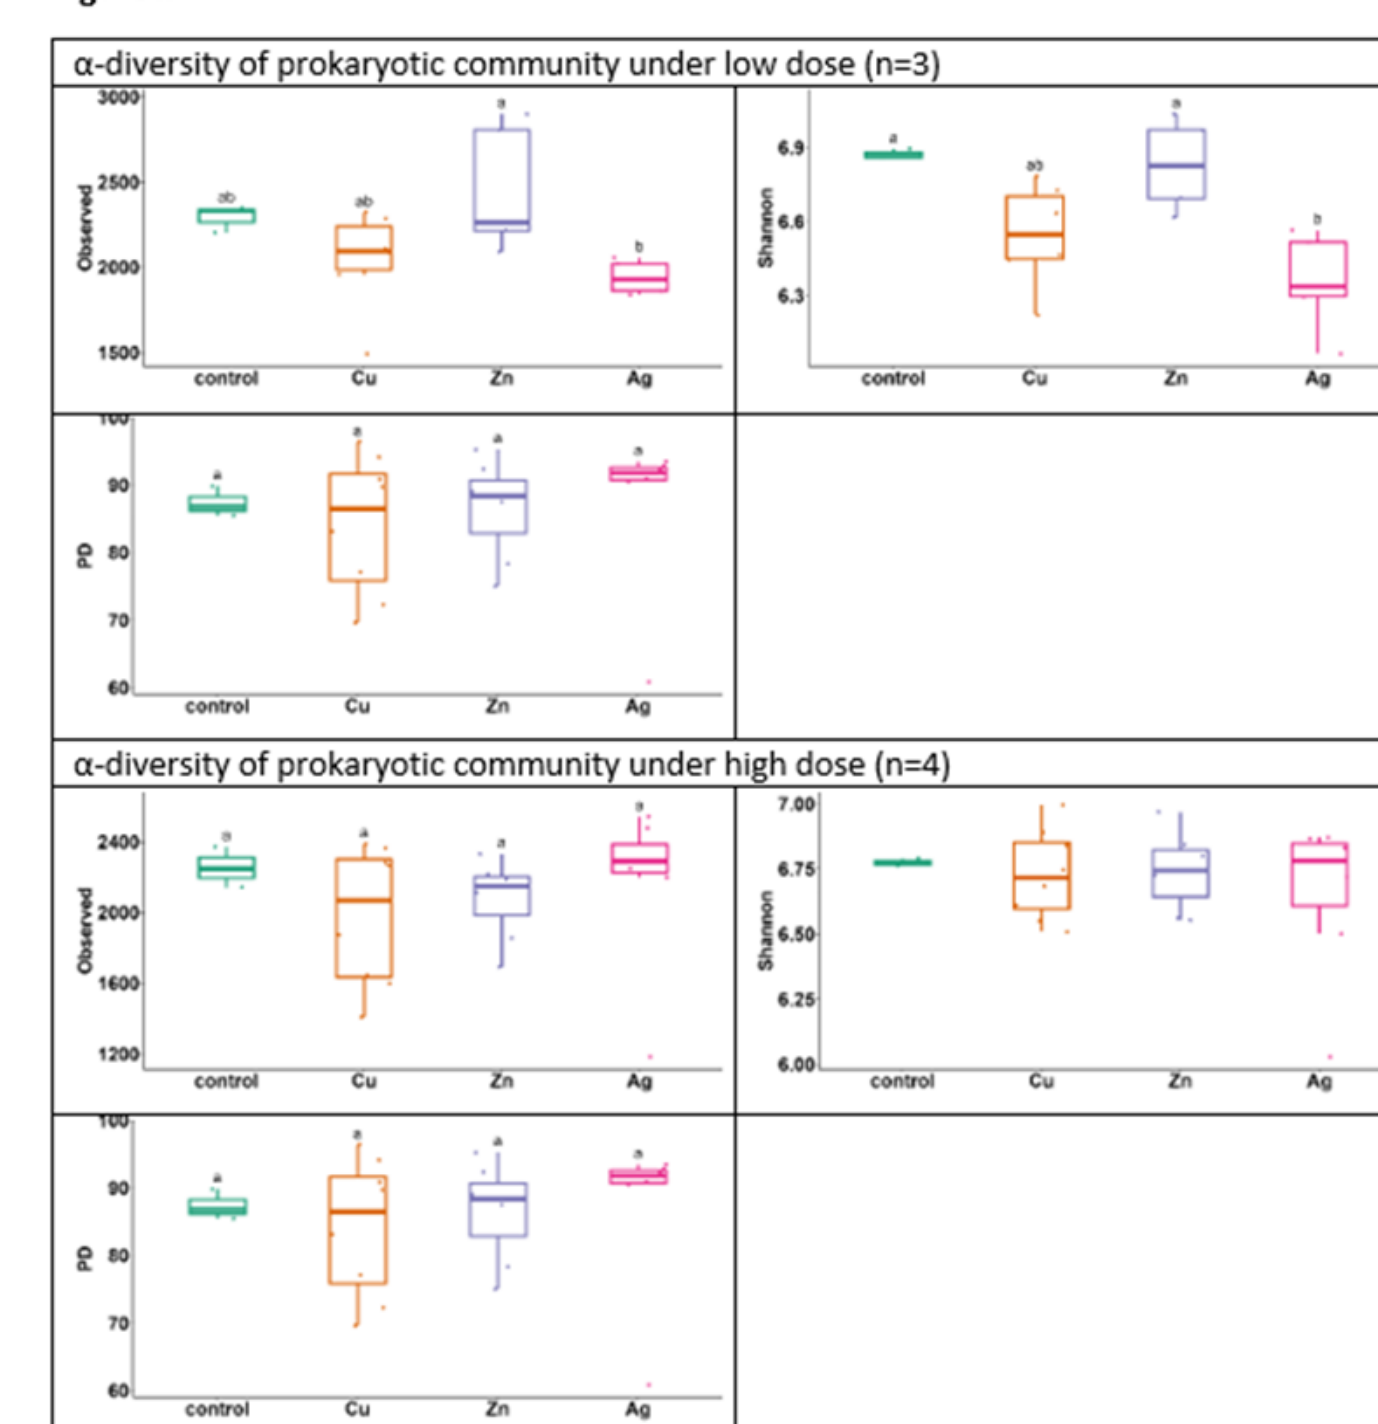 α-diversity of prokaryotic community under low dose (n=3)
3000
2500
2000
1500
Observed
ab
ab
a
b
control Cu Zn Ag
6.9
6.6
6.3
Shannon
a
ab
a
b
control Cu Zn Ag
100
90
80
70
60
PD
a
a
a
a
control Cu Zn Ag
α-diversity of prokaryotic community under high dose (n=4)
2400
2000
1600
1200
Observed
a
a
a
a
control Cu Zn Ag
7.00
6.75
6.50
6.25
6.00
Shannon
control Cu Zn Ag
100
90
80
70
60
PD
a
a
a
a
control Cu Zn Ag